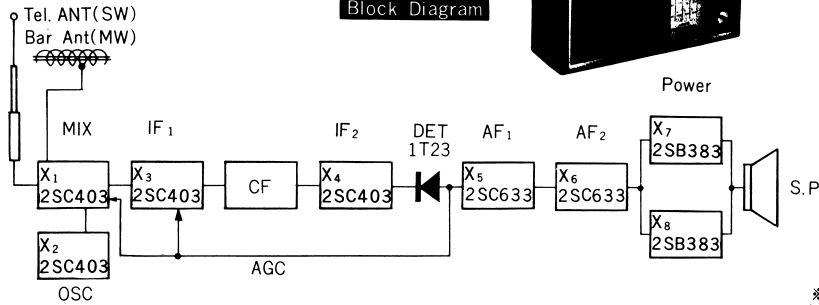 Tel. ANT(SW)
Bar Ant(MW)
Block Diagram
Power
MIX
IF1
IF2
DET
1T23
AF1
AF2
X1
2SC403
X3
2SC403
CF
X4
2SC403
X5
2SC633
X6
2SC633
X7
2SB383
X8
2SB383
S.P
X2
2SC403
OSC
AGC
※